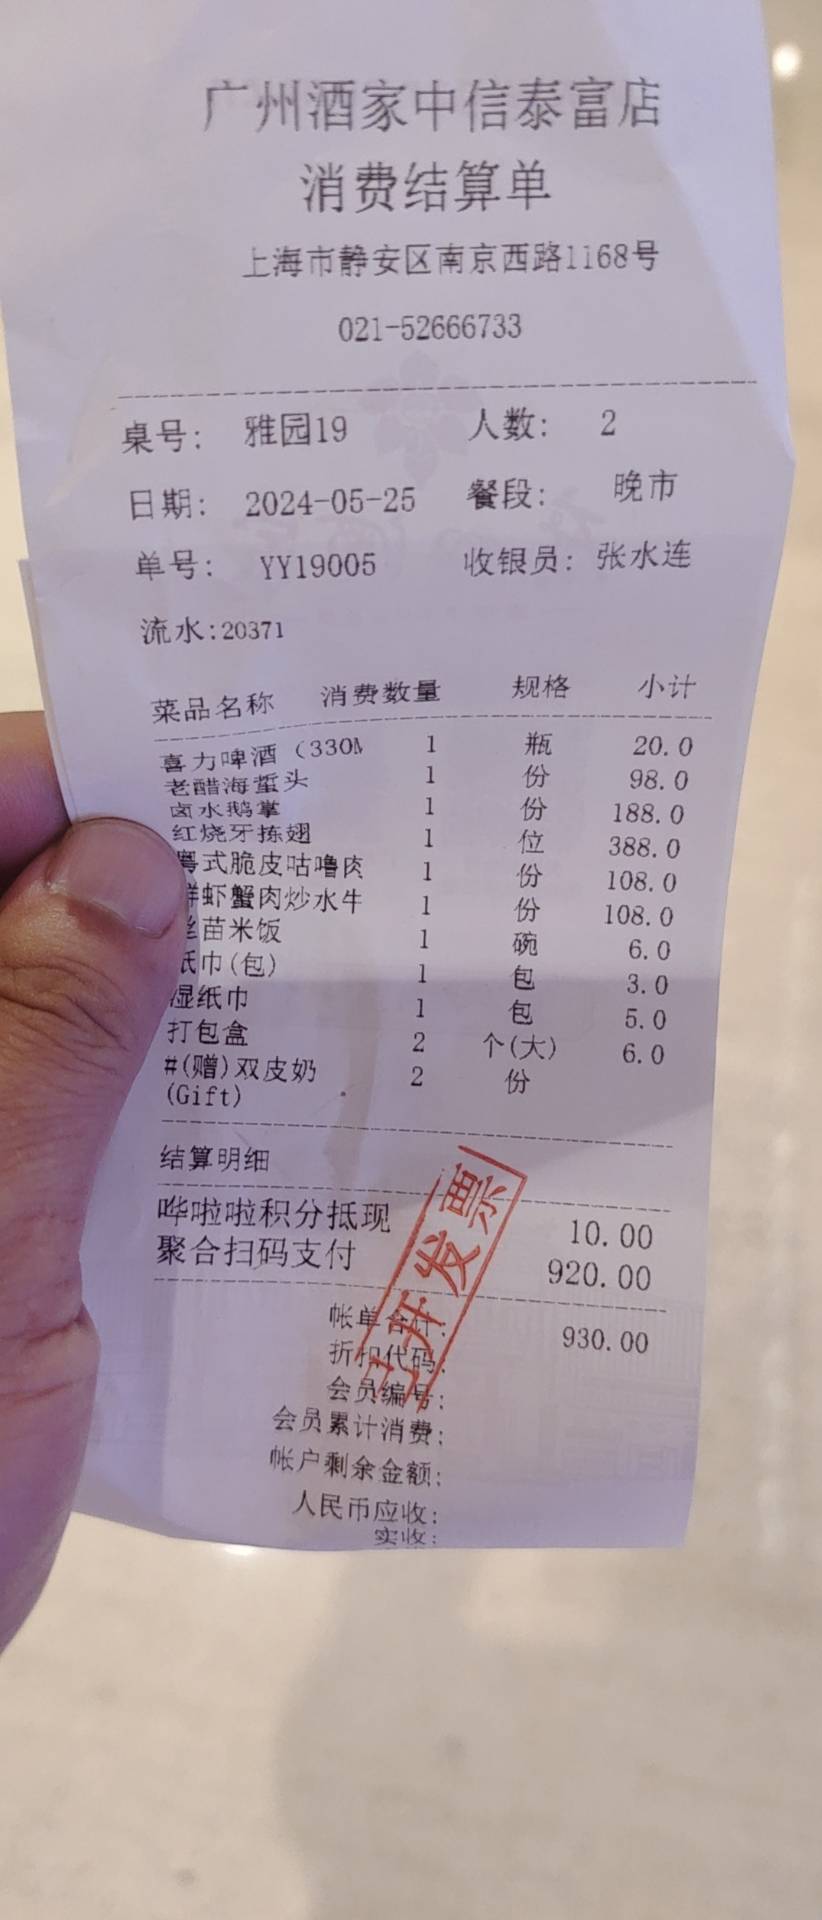 广州酒家中信泰富店
消费结算单
上海市静安区南京西路1168号
021-52666733
桌号: 雅园19 人数: 2
日期: 2024-05-25 餐段: 晚市
单号: YY19005 收银员: 张水连
流水:20371
菜品名称 消费数量 规格 小计
喜力啤酒（330M 1 瓶 20.0
老醋海蜇头 1 份 98.0
卤水鹅掌 1 份 188.0
红烧牙拣翅 1 位 388.0
粤式脆皮咕噜肉 1 份 108.0
鲜虾蟹肉炒水牛 1 份 108.0
丝苗米饭 1 碗 6.0
纸巾(包) 1 包 3.0
湿纸巾 1 包 5.0
打包盒 2 个(大) 6.0
#(赠)双皮奶 2 份
(Gift)
结算明细
哗啦啦积分抵现 10.00
聚合扫码支付 920.00
帐单合计: 930.00
折扣代码:
会员编号:
会员累计消费:
帐户剩余金额:
人民币应收:
实收:
已开发票